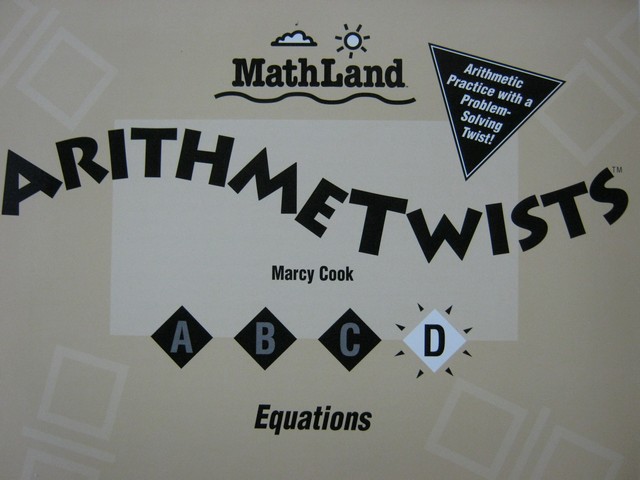 MathLand
Arithmetic
Practice with a
Problem-
Solving
Twist!
ARITHMETWISTS™
Marcy Cook
A B C D
Equations